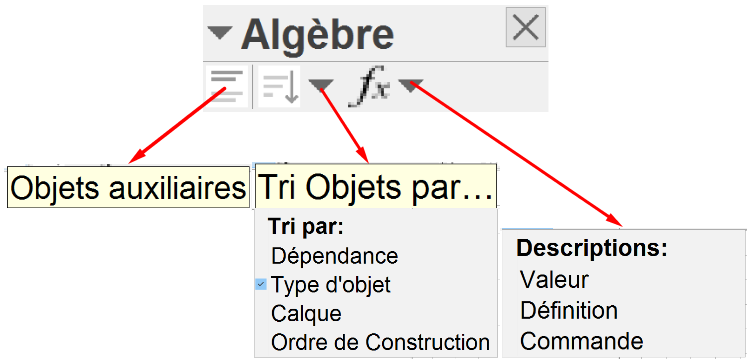 Algèbre
fx
Objets auxiliaires
Tri Objets par...
Tri par:
Dépendance
Type d'objet
Calque
Ordre de Construction
Descriptions:
Valeur
Définition
Commande